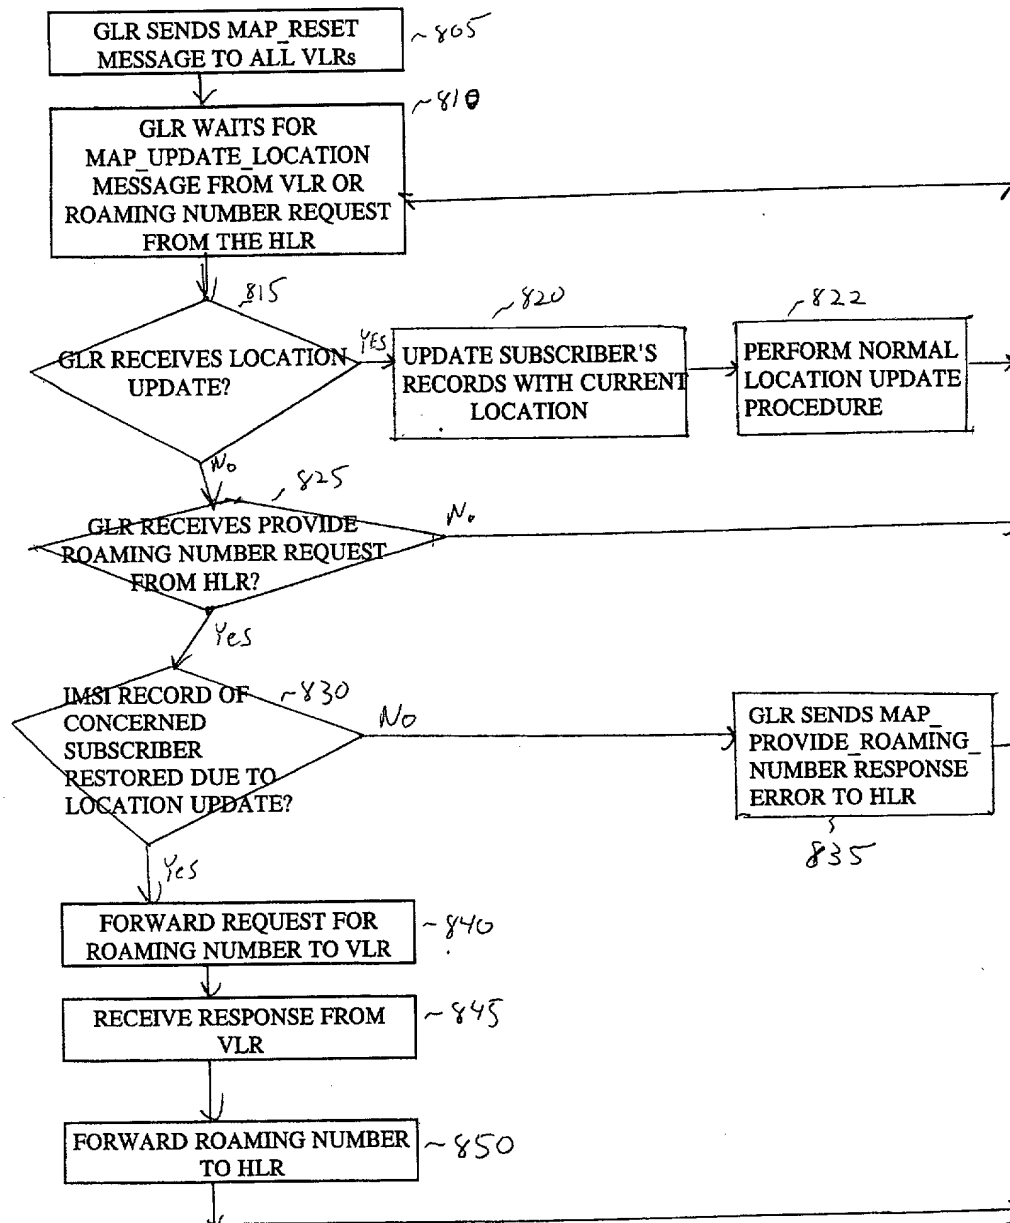 GLR SENDS MAP_RESET
MESSAGE TO ALL VLRs
~805
~810
GLR WAITS FOR
MAP_UPDATE_LOCATION
MESSAGE FROM VLR OR
ROAMING NUMBER REQUEST
FROM THE HLR
~815
GLR RECEIVES LOCATION
UPDATE?
YES
~820
UPDATE SUBSCRIBER'S
RECORDS WITH CURRENT
LOCATION
~822
PERFORM NORMAL
LOCATION UPDATE
PROCEDURE
No
~825
GLR RECEIVES PROVIDE
ROAMING NUMBER REQUEST
FROM HLR?
No
Yes
~830
IMSI RECORD OF
CONCERNED
SUBSCRIBER
RESTORED DUE TO
LOCATION UPDATE?
No
GLR SENDS MAP_
PROVIDE_ROAMING_
NUMBER RESPONSE
ERROR TO HLR
835
Yes
FORWARD REQUEST FOR
ROAMING NUMBER TO VLR
~840
RECEIVE RESPONSE FROM
VLR
~845
FORWARD ROAMING NUMBER
TO HLR
~850